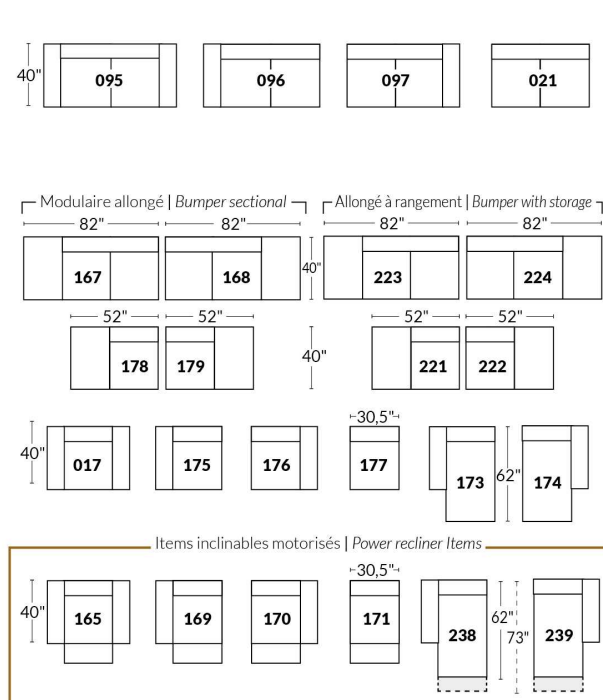 40" 095 096 097 021
Modulaire allongé | Bumper sectional Allongé à rangement | Bumper with storage
82" 82" 82" 82"
167 168 40" 223 224
52" 52" 52" 52"
178 179 40" 221 222
30,5"
40" 017 175 176 177 173 62" 174
Items inclinables motorisés | Power recliner Items
30,5"
40" 165 169 170 171 238 62" 73" 239